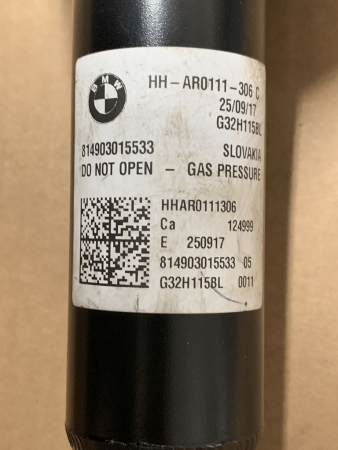 BMW
HH-AR0111-306 C
25/09/17
G32H115BL
814903015533 SLOVAKIA
DO NOT OPEN - GAS PRESSURE
HHAR0111306
Ca 124999
E 250917
814903015533 05
G32H115BL 0011